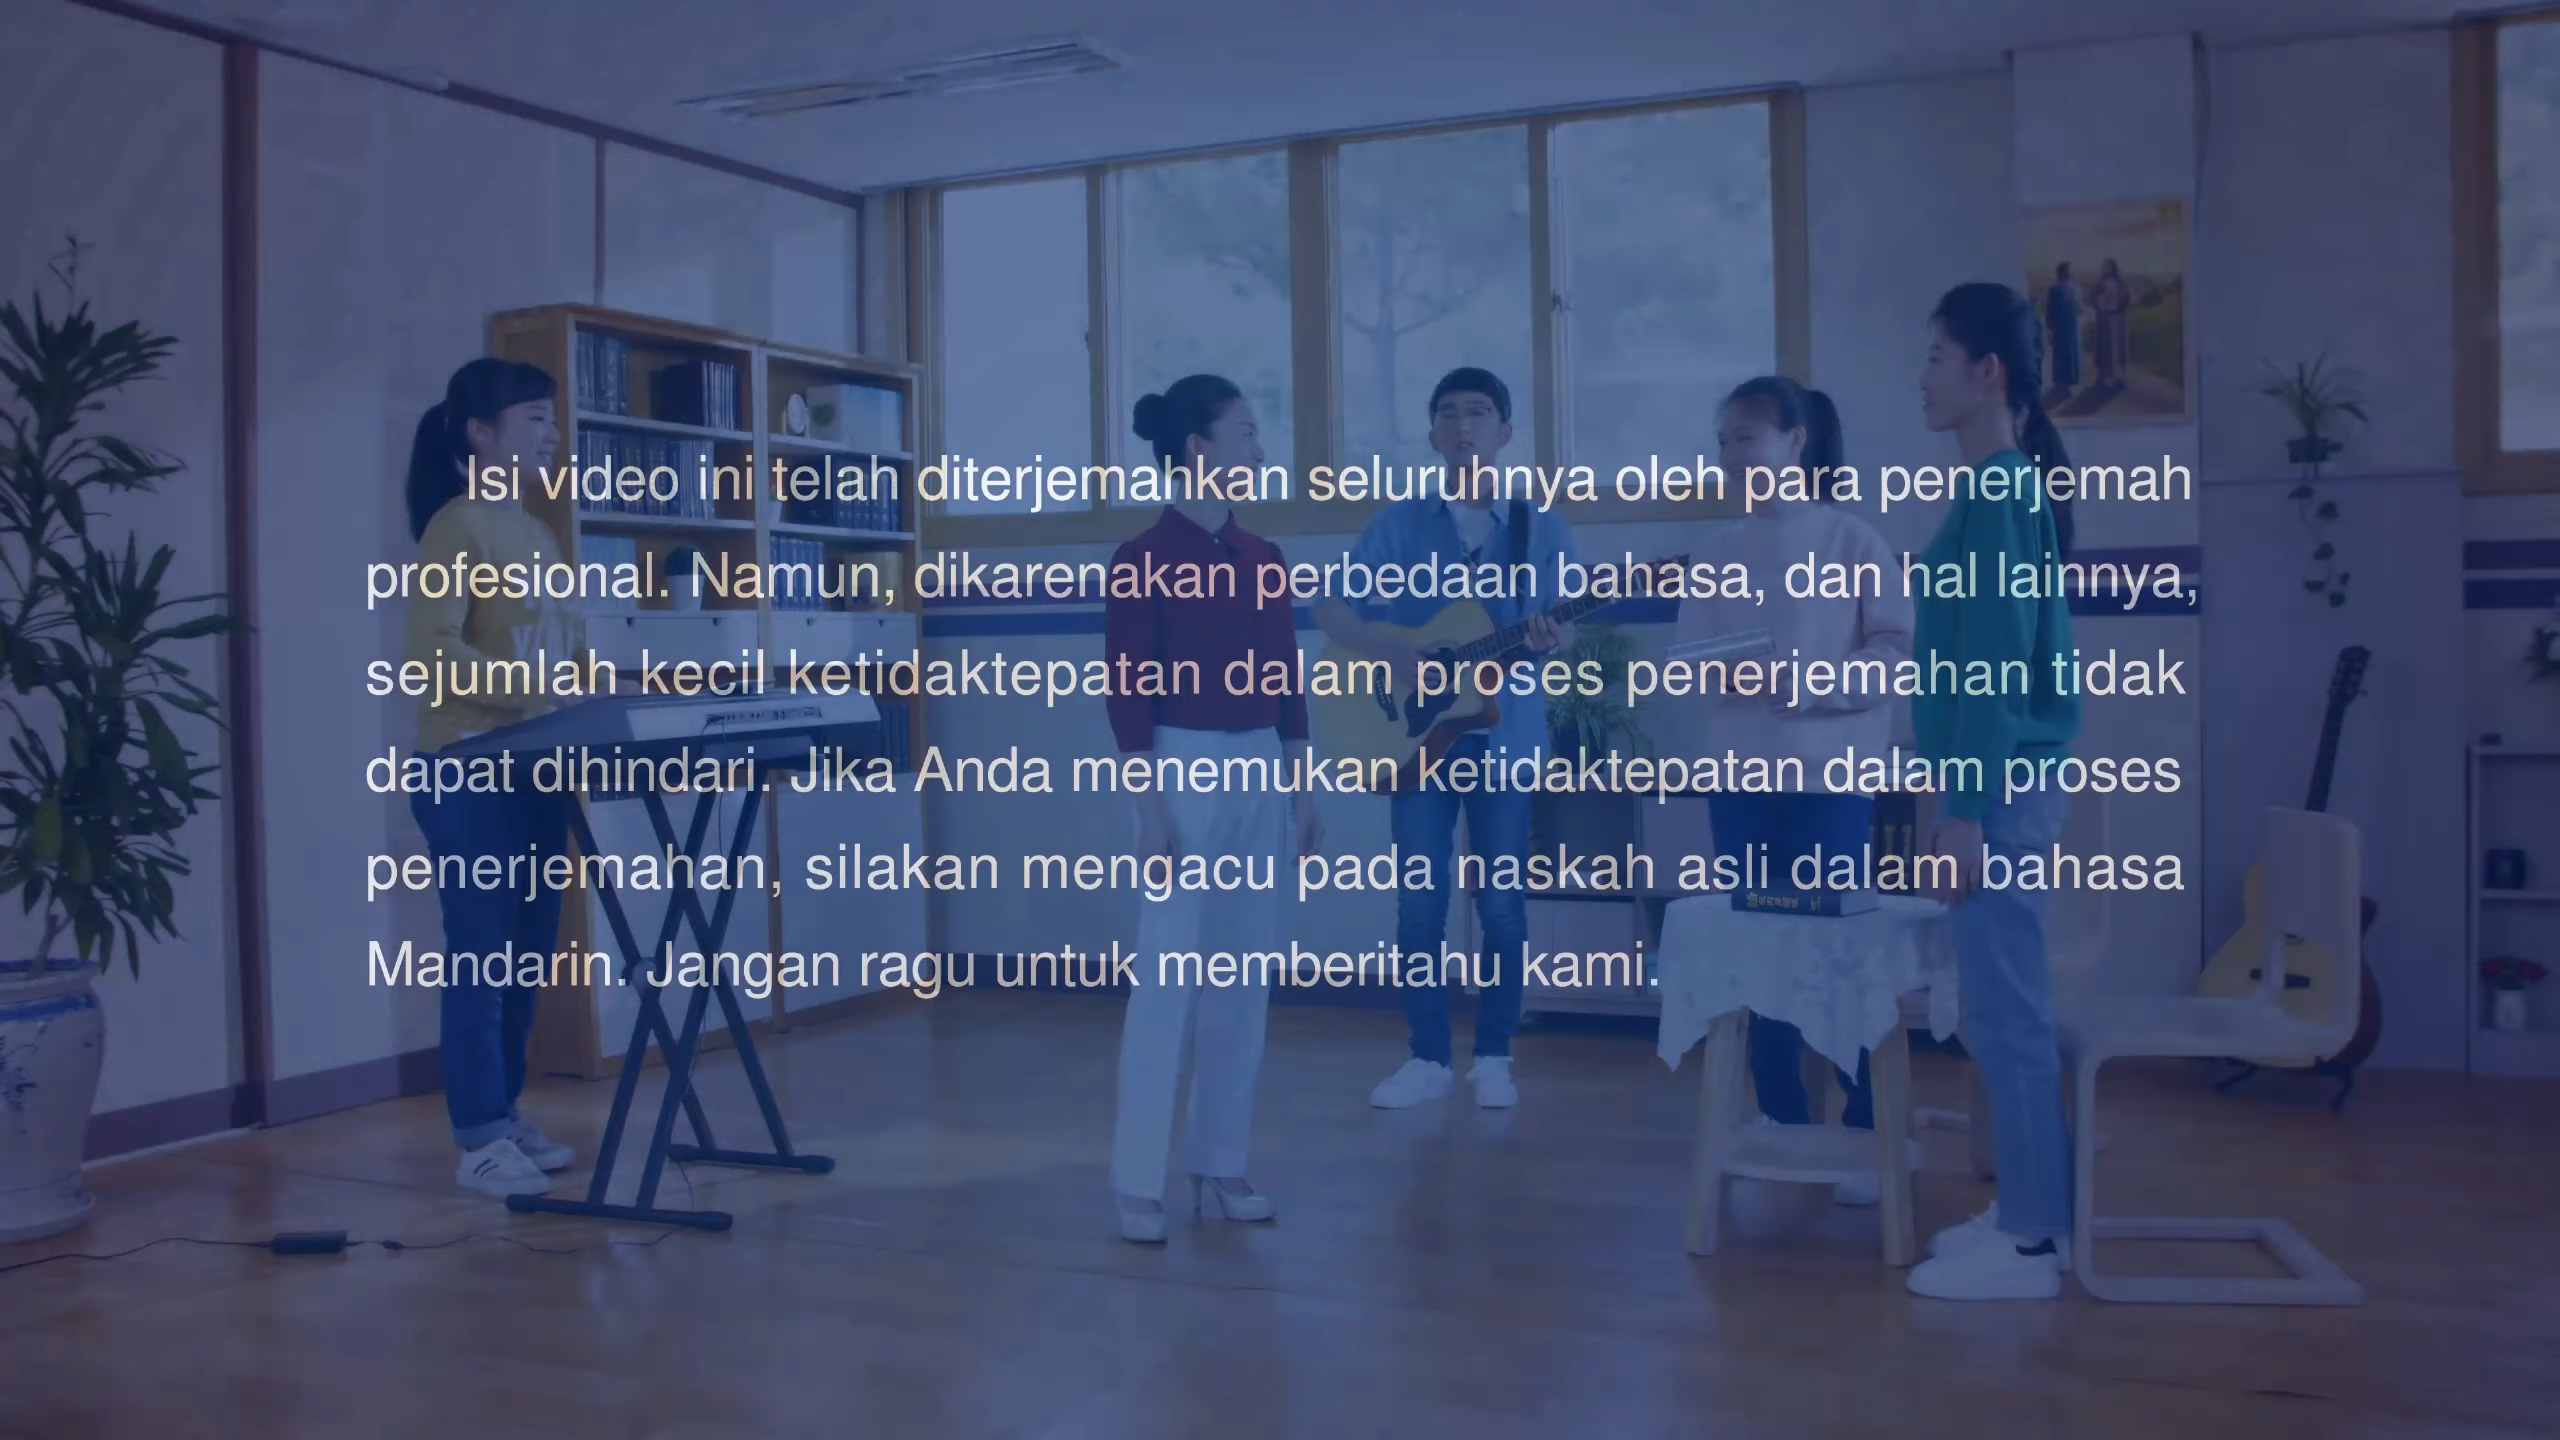 Isi video ini telah diterjemahkan seluruhnya oleh para penerjemah
profesional. Namun, dikarenakan perbedaan bahasa, dan hal lainnya,
sejumlah kecil ketidaktepatan dalam proses penerjemahan tidak
dapat dihindari. Jika Anda menemukan ketidaktepatan dalam proses
penerjemahan, silakan mengacu pada naskah asli dalam bahasa
Mandarin. Jangan ragu untuk memberitahu kami.